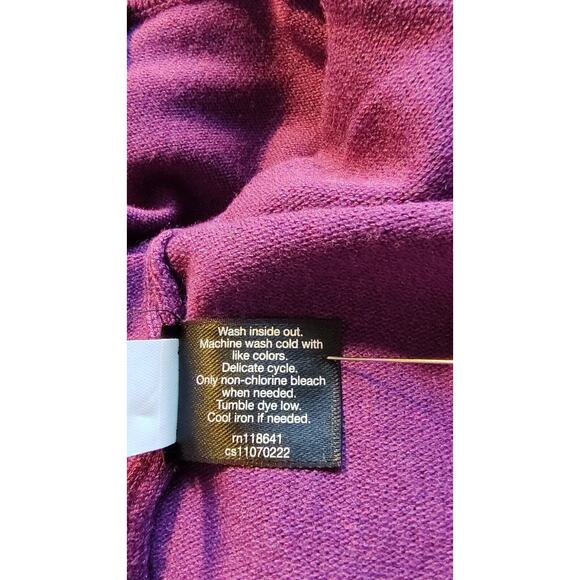 Wash inside out.
Machine wash cold with
like colors.
Delicate cycle.
Only non-chlorine bleach
when needed.
Tumble dye low.
Cool iron if needed.
rn118641
cs11070222